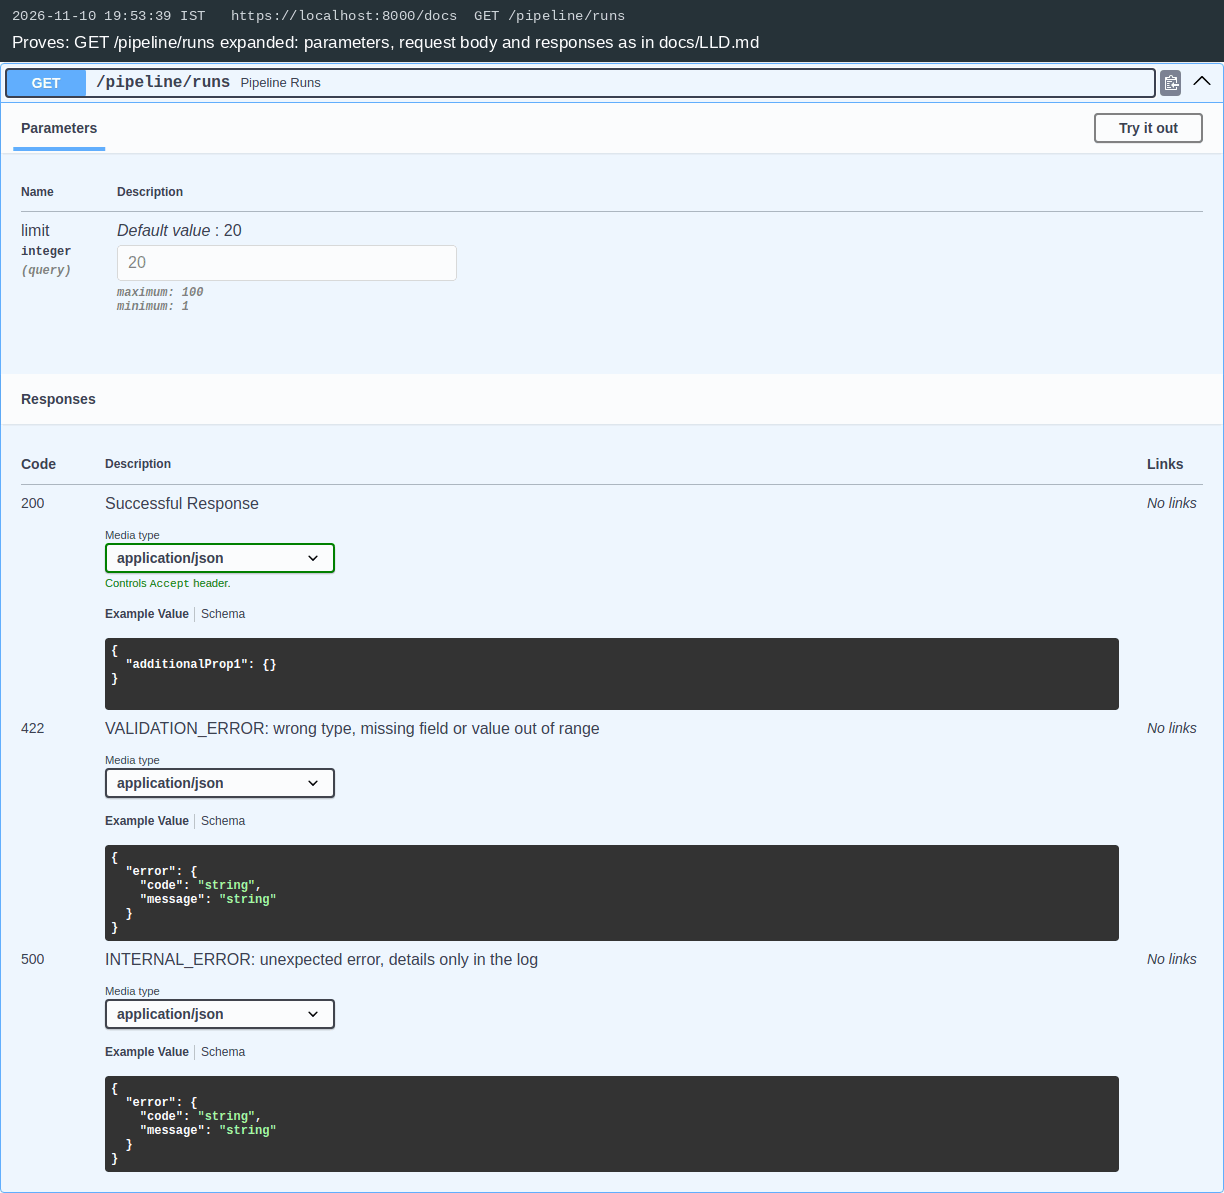 2026-11-10 19:53:39 IST https://localhost:8000/docs GET /pipeline/runs
Proves: GET /pipeline/runs expanded: parameters, request body and responses as in docs/LLD.md
GET /pipeline/runs Pipeline Runs
Parameters
Try it out
Name Description
limit
integer
(query)
Default value : 20
20
maximum: 100
minimum: 1
Responses
Code Description Links
200 Successful Response No links
Media type
application/json
Controls Accept header.
Example Value Schema
{
  "additionalProp1": {}
}
422 VALIDATION_ERROR: wrong type, missing field or value out of range No links
Media type
application/json
Example Value Schema
{
  "error": {
    "code": "string",
    "message": "string"
  }
}
500 INTERNAL_ERROR: unexpected error, details only in the log No links
Media type
application/json
Example Value Schema
{
  "error": {
    "code": "string",
    "message": "string"
  }
}